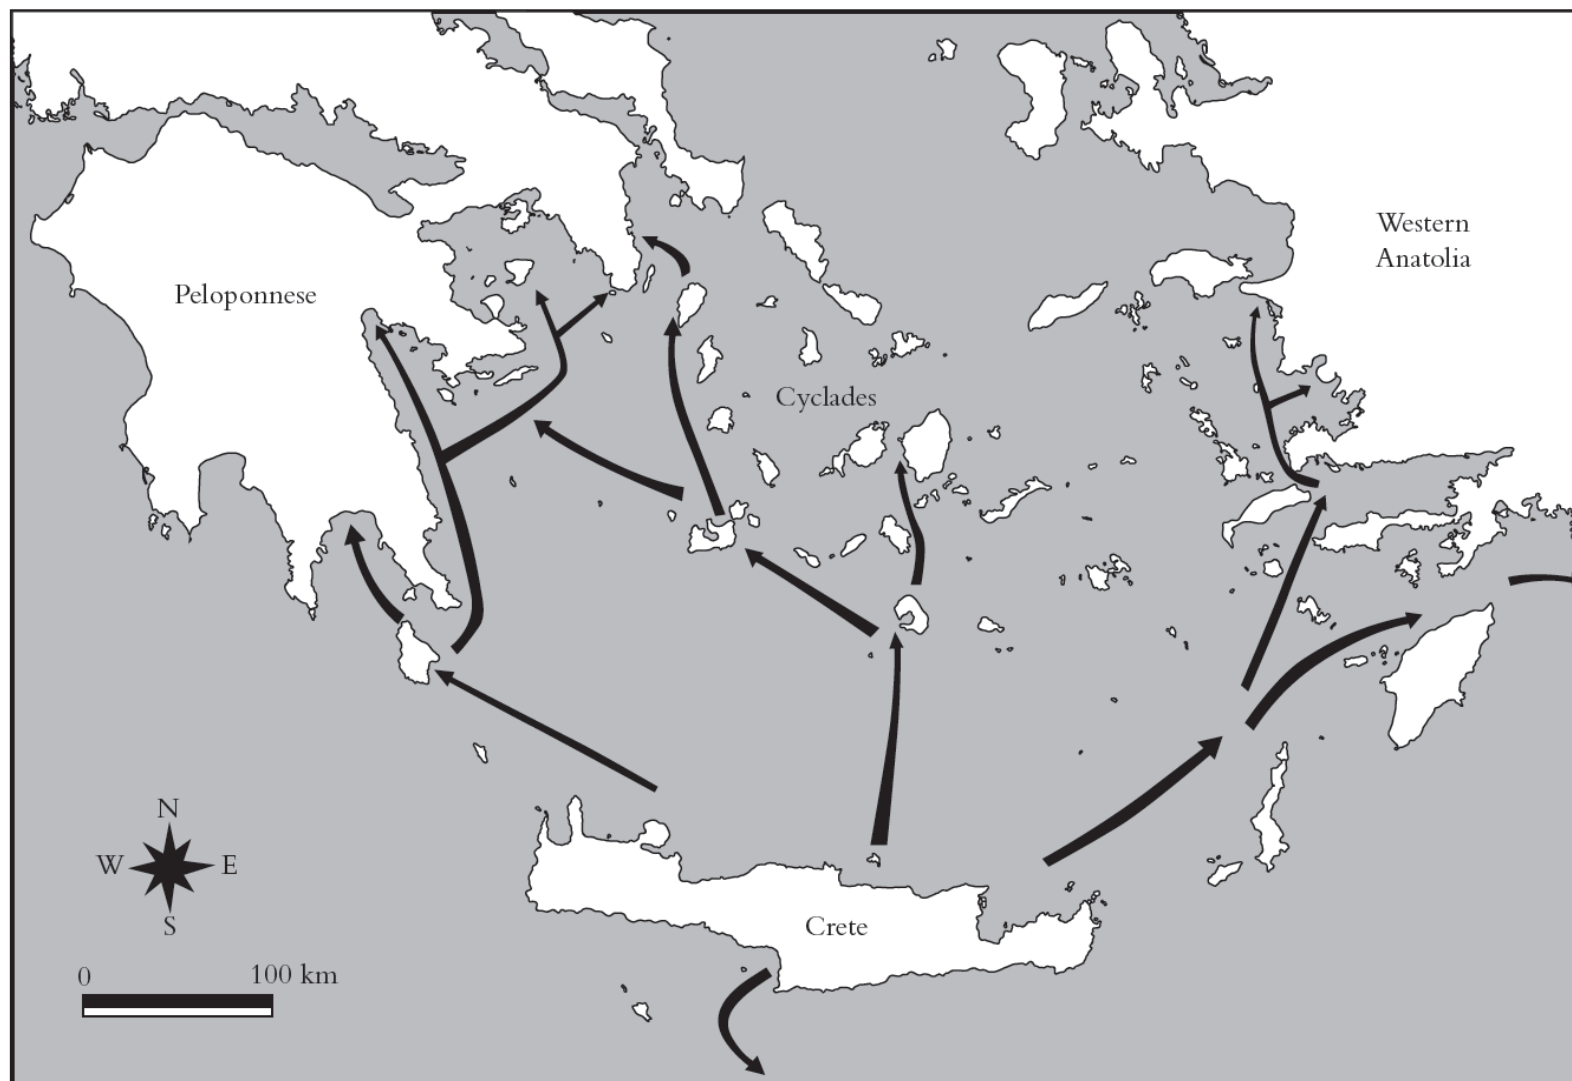 Western
Anatolia
Peloponnese
Cyclades
N
W E
S
0 100 km
Crete